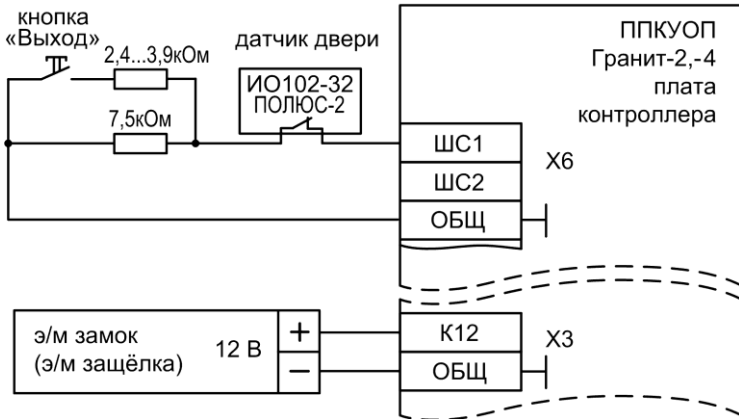 кнопка
«Выход»
2,4...3,9кОм
7,5кОм
датчик двери
ИО102-32
ПОЛЮС-2
ППКУОП
Гранит-2,-4
плата
контроллера
ШС1
ШС2
ОБЩ
X6
э/м замок
(э/м защёлка)
12 В
+
−
К12
ОБЩ
X3